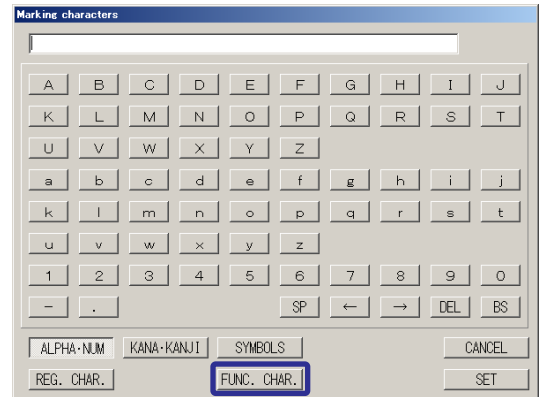 Marking characters
A B C D E F G H I J
K L M N O P Q R S T
U V W X Y Z
a b c d e f g h i j
k l m n o p q r s t
u v w x y z
1 2 3 4 5 6 7 8 9 0
- . SP ← → DEL BS
ALPHA·NUM KANA·KANJI SYMBOLS CANCEL
REG. CHAR. FUNC. CHAR. SET